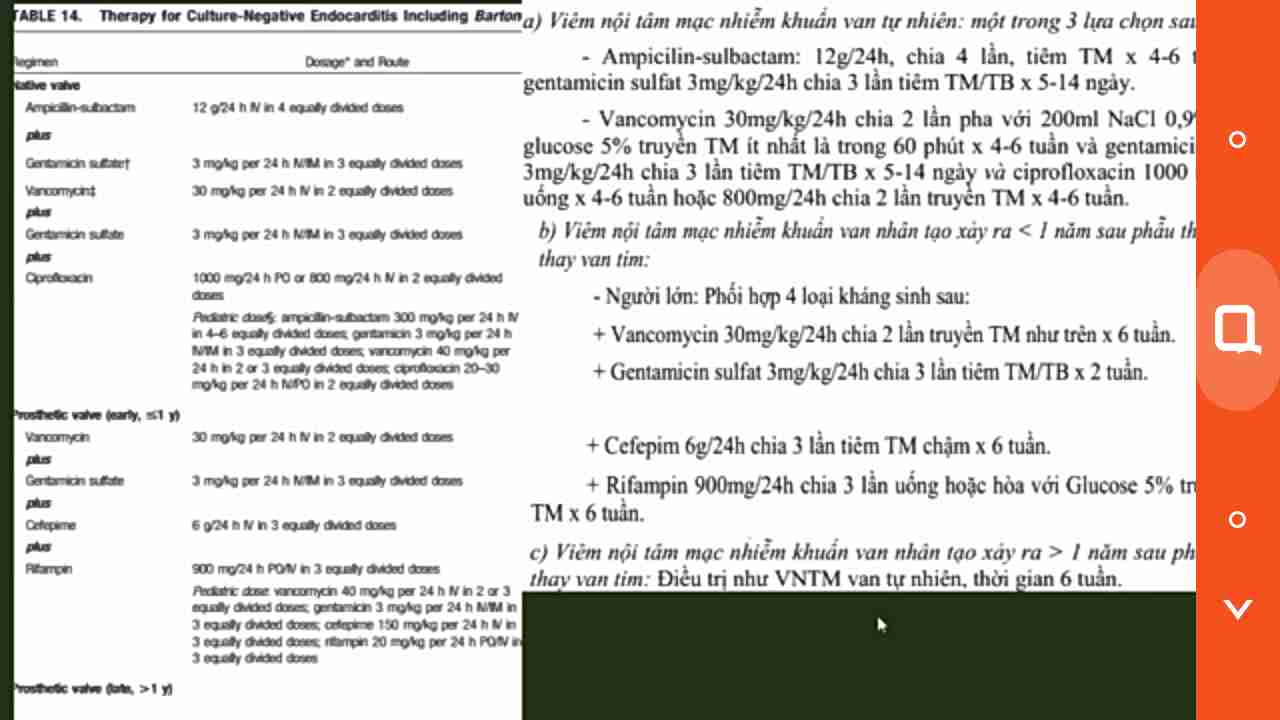 TABLE 14. Therapy for Culture-Negative Endocarditis Including Barton
Regimen Dosage* and Route
Native valve
Ampicillin-sulbactam 12 g/24 h IV in 4 equally divided doses
plus
Gentamicin sulfate† 3 mg/kg per 24 h IV/IM in 3 equally divided doses
Vancomycin‡ 30 mg/kg per 24 h IV in 2 equally divided doses
plus
Gentamicin sulfate 3 mg/kg per 24 h IV/IM in 3 equally divided doses
plus
Ciprofloxacin 1000 mg/24 h PO or 800 mg/24 h IV in 2 equally divided
doses
Pediatric dose§: ampicillin-sulbactam 300 mg/kg per 24 h IV
in 4–6 equally divided doses; gentamicin 3 mg/kg per 24 h
IV/IM in 3 equally divided doses; vancomycin 40 mg/kg per
24 h in 2 or 3 equally divided doses; ciprofloxacin 20–30
mg/kg per 24 h IV/PO in 2 equally divided doses
Prosthetic valve (early, ≤1 y)
Vancomycin 30 mg/kg per 24 h IV in 2 equally divided doses
plus
Gentamicin sulfate 3 mg/kg per 24 h IV/IM in 3 equally divided doses
plus
Cefepime 6 g/24 h IV in 3 equally divided doses
plus
Rifampin 900 mg/24 h PO/IV in 3 equally divided doses
Pediatric dose: vancomycin 40 mg/kg per 24 h IV in 2 or 3
equally divided doses; gentamicin 3 mg/kg per 24 h IV/IM in
3 equally divided doses; cefepime 150 mg/kg per 24 h IV in
3 equally divided doses; rifampin 20 mg/kg per 24 h PO/IV in
3 equally divided doses
Prosthetic valve (late, >1 y)
a) Viêm nội tâm mạc nhiễm khuẩn van tự nhiên: một trong 3 lựa chọn sau
- Ampicilin-sulbactam: 12g/24h, chia 4 lần, tiêm TM x 4-6 t
gentamicin sulfat 3mg/kg/24h chia 3 lần tiêm TM/TB x 5-14 ngày.
- Vancomycin 30mg/kg/24h chia 2 lần pha với 200ml NaCl 0,9
glucose 5% truyền TM ít nhất là trong 60 phút x 4-6 tuần và gentamici
3mg/kg/24h chia 3 lần tiêm TM/TB x 5-14 ngày và ciprofloxacin 1000
uống x 4-6 tuần hoặc 800mg/24h chia 2 lần truyền TM x 4-6 tuần.
b) Viêm nội tâm mạc nhiễm khuẩn van nhân tạo xảy ra < 1 năm sau phẫu th
thay van tim:
- Người lớn: Phối hợp 4 loại kháng sinh sau:
+ Vancomycin 30mg/kg/24h chia 2 lần truyền TM như trên x 6 tuần.
+ Gentamicin sulfat 3mg/kg/24h chia 3 lần tiêm TM/TB x 2 tuần.
+ Cefepim 6g/24h chia 3 lần tiêm TM chậm x 6 tuần.
+ Rifampin 900mg/24h chia 3 lần uống hoặc hòa với Glucose 5% tr
TM x 6 tuần.
c) Viêm nội tâm mạc nhiễm khuẩn van nhân tạo xảy ra > 1 năm sau ph
thay van tim: Điều trị như VNTM van tự nhiên, thời gian 6 tuần.